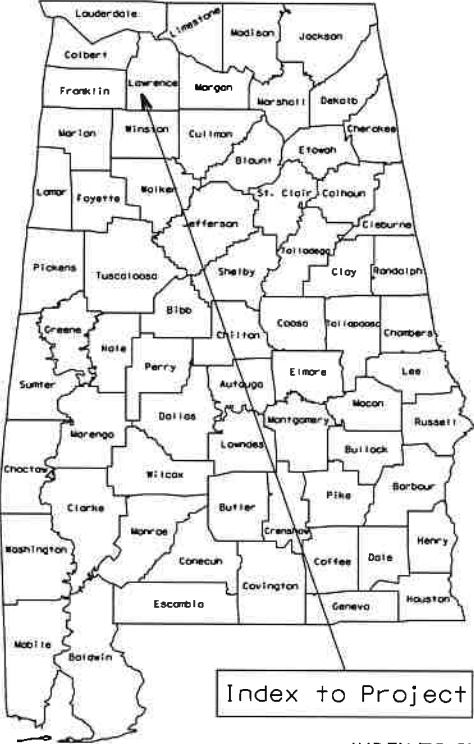 Lauderdale
Limestone
Madison
Jackson
Colbert
Lawrence
Franklin
Morgan
Marshall
Dekalb
Marion
Winston
Cullman
Cherokee
Etowah
Blount
Lamar
Fayette
Walker
St. Clair
Calhoun
Jefferson
Cleburne
Talladega
Pickens
Tuscaloosa
Shelby
Clay
Randolph
Bibb
Greene
Hale
Chilton
Coosa
Tallapoosa
Chambers
Perry
Sumter
Autauga
Elmore
Lee
Macon
Dallas
Montgomery
Russell
Marengo
Lowndes
Bullock
Choctaw
Wilcox
Barbour
Clarke
Butler
Pike
Monroe
Crenshaw
Washington
Henry
Conecuh
Coffee
Dale
Covington
Escambia
Geneva
Houston
Mobile
Baldwin
Index to Project